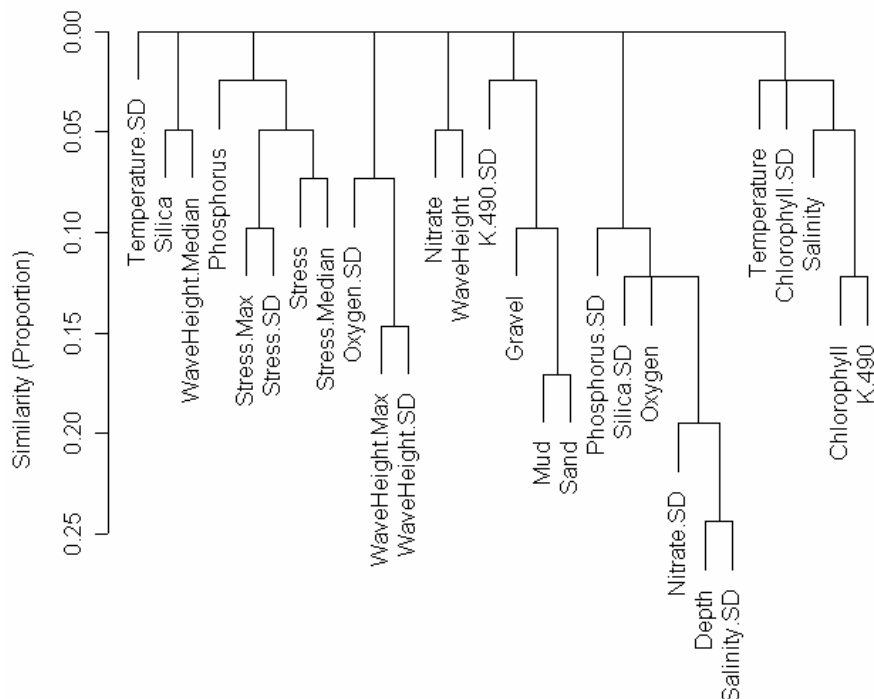 Similarity (Proportion)
0.00
0.05
0.10
0.15
0.20
0.25
Temperature.SD
Silica
WaveHeight.Median
Phosphorus
Stress.Max
Stress.SD
Stress
Stress.Median
Oxygen.SD
WaveHeight.Max
WaveHeight.SD
Nitrate
WaveHeight
K.490.SD
Gravel
Mud
Sand
Phosphorus.SD
Silica.SD
Oxygen
Nitrate.SD
Depth
Salinity.SD
Temperature
Chlorophyll.SD
Salinity
Chlorophyll
K.490